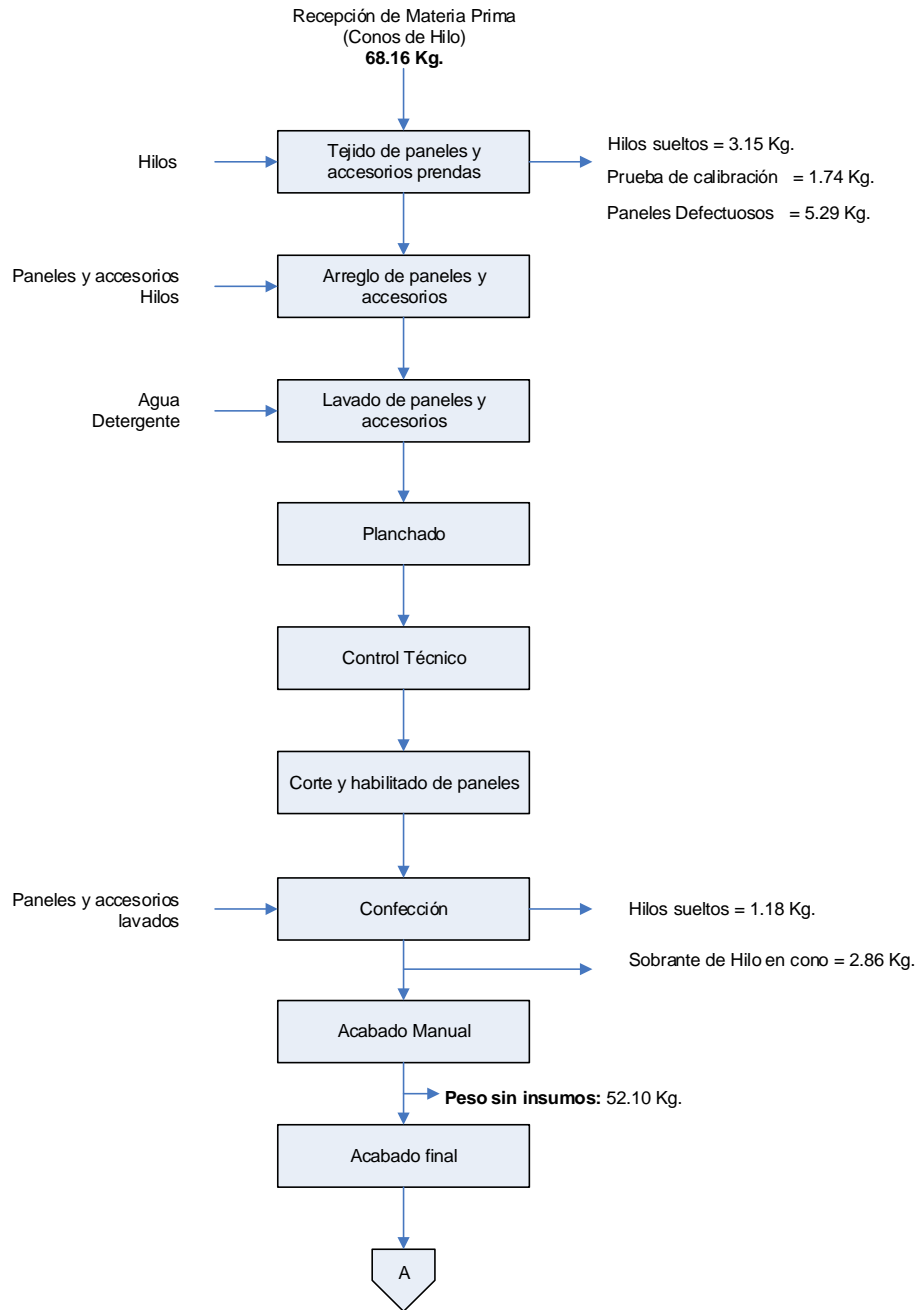 Recepción de Materia Prima
(Conos de Hilo)
68.16 Kg.
Hilos
Tejido de paneles y
accesorios prendas
Hilos sueltos = 3.15 Kg.
Prueba de calibración = 1.74 Kg.
Paneles Defectuosos = 5.29 Kg.
Paneles y accesorios
Hilos
Arreglo de paneles y
accesorios
Agua
Detergente
Lavado de paneles y
accesorios
Planchado
Control Técnico
Corte y habilitado de paneles
Paneles y accesorios
lavados
Confección
Hilos sueltos = 1.18 Kg.
Sobrante de Hilo en cono = 2.86 Kg.
Acabado Manual
Peso sin insumos: 52.10 Kg.
Acabado final
A